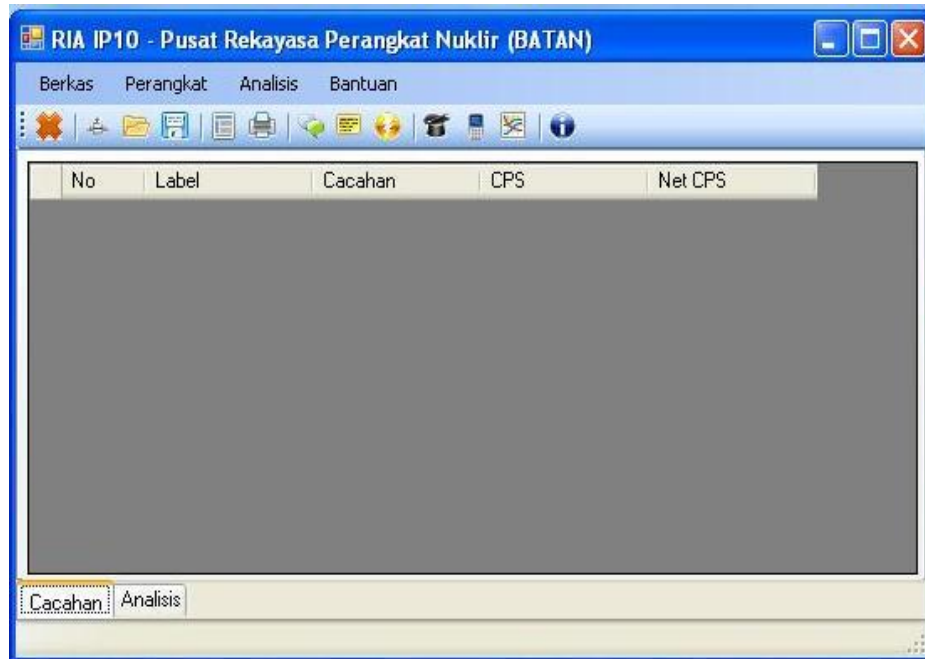 RIA IP10 - Pusat Rekayasa Perangkat Nuklir (BATAN)
Berkas Perangkat Analisis Bantuan
No Label Cacahan CPS Net CPS
Cacahan Analisis